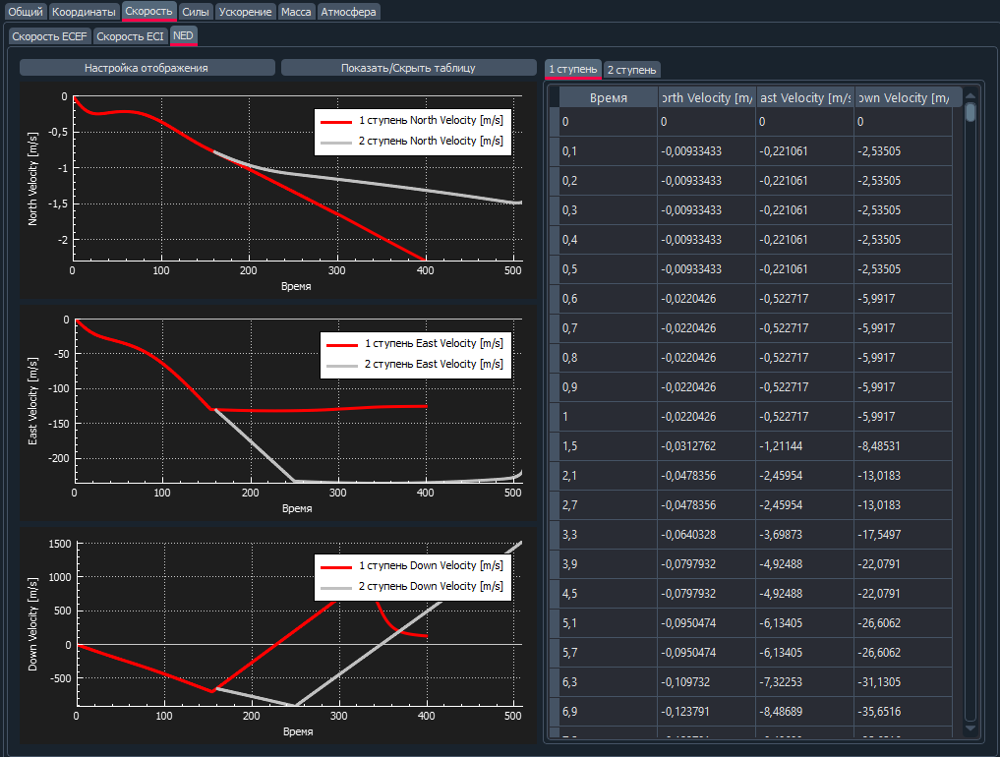 Общий Координаты Скорость Силы Ускорение Масса Атмосфера
Скорость ECEF Скорость ECI NED
Настройка отображения Показать/Скрыть таблицу
0
-0,5
-1
-1,5
-2
North Velocity [m/s]
1 ступень North Velocity [m/s]
2 ступень North Velocity [m/s]
0 100 200 300 400 500
Время
0
-50
-100
-150
-200
East Velocity [m/s]
1 ступень East Velocity [m/s]
2 ступень East Velocity [m/s]
0 100 200 300 400 500
Время
1500
1000
500
0
-500
Down Velocity [m/s]
1 ступень Down Velocity [m/s]
2 ступень Down Velocity [m/s]
0 100 200 300 400 500
Время
1 ступень 2 ступень
Время orth Velocity [m/ ast Velocity [m/s own Velocity [m/
0 0 0 0
0,1 -0,00933433 -0,221061 -2,53505
0,2 -0,00933433 -0,221061 -2,53505
0,3 -0,00933433 -0,221061 -2,53505
0,4 -0,00933433 -0,221061 -2,53505
0,5 -0,00933433 -0,221061 -2,53505
0,6 -0,0220426 -0,522717 -5,9917
0,7 -0,0220426 -0,522717 -5,9917
0,8 -0,0220426 -0,522717 -5,9917
0,9 -0,0220426 -0,522717 -5,9917
1 -0,0220426 -0,522717 -5,9917
1,5 -0,0312762 -1,21144 -8,48531
2,1 -0,0478356 -2,45954 -13,0183
2,7 -0,0478356 -2,45954 -13,0183
3,3 -0,0640328 -3,69873 -17,5497
3,9 -0,0797932 -4,92488 -22,0791
4,5 -0,0797932 -4,92488 -22,0791
5,1 -0,0950474 -6,13405 -26,6062
5,7 -0,0950474 -6,13405 -26,6062
6,3 -0,109732 -7,32253 -31,1305
6,9 -0,123791 -8,48689 -35,6516